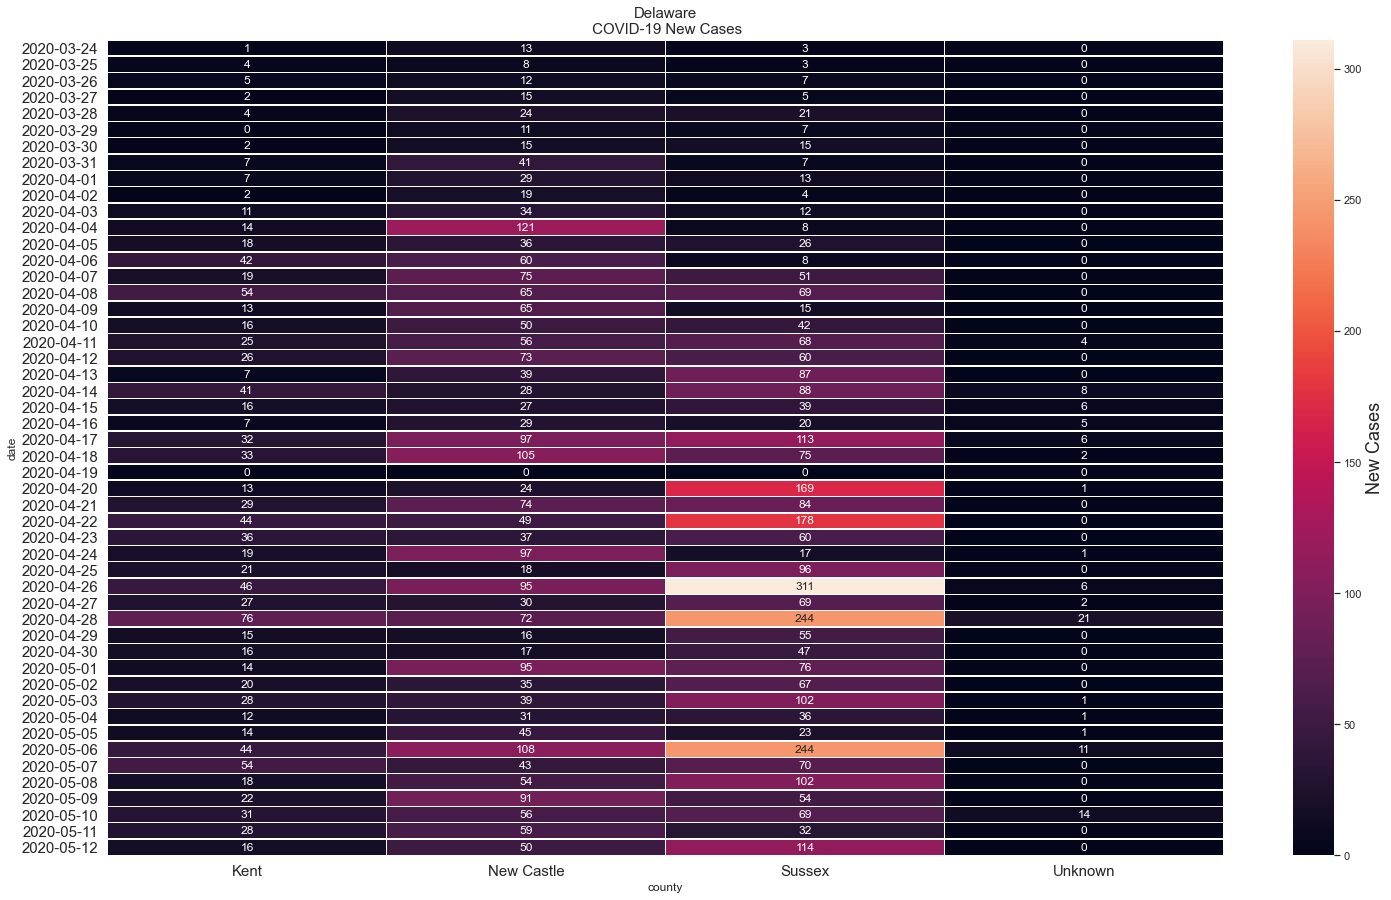 Delaware
COVID-19 New Cases
2020-03-24 1 13 3 0
2020-03-25 4 8 3 0
2020-03-26 5 12 7 0
2020-03-27 2 15 5 0
2020-03-28 4 24 21 0
2020-03-29 0 11 7 0
2020-03-30 2 15 15 0
2020-03-31 7 41 7 0
2020-04-01 7 29 13 0
2020-04-02 2 19 4 0
2020-04-03 11 34 12 0
2020-04-04 14 121 8 0
2020-04-05 18 36 26 0
2020-04-06 42 60 8 0
2020-04-07 19 75 51 0
2020-04-08 54 65 69 0
2020-04-09 13 65 15 0
2020-04-10 16 50 42 0
2020-04-11 25 56 68 4
2020-04-12 26 73 60 0
2020-04-13 7 39 87 0
2020-04-14 41 28 88 8
2020-04-15 16 27 39 6
2020-04-16 7 29 20 5
2020-04-17 32 97 113 6
2020-04-18 33 105 75 2
2020-04-19 0 0 0 0
2020-04-20 13 24 169 1
2020-04-21 29 74 84 0
2020-04-22 44 49 178 0
2020-04-23 36 37 60 0
2020-04-24 19 97 17 1
2020-04-25 21 18 96 0
2020-04-26 46 95 311 6
2020-04-27 27 30 69 2
2020-04-28 76 72 244 21
2020-04-29 15 16 55 0
2020-04-30 16 17 47 0
2020-05-01 14 95 76 0
2020-05-02 20 35 67 0
2020-05-03 28 39 102 1
2020-05-04 12 31 36 1
2020-05-05 14 45 23 1
2020-05-06 44 108 244 11
2020-05-07 54 43 70 0
2020-05-08 18 54 102 0
2020-05-09 22 91 54 0
2020-05-10 31 56 69 14
2020-05-11 28 59 32 0
2020-05-12 16 50 114 0
Kent New Castle Sussex Unknown
county
date
300
250
200
150
100
50
0
New Cases